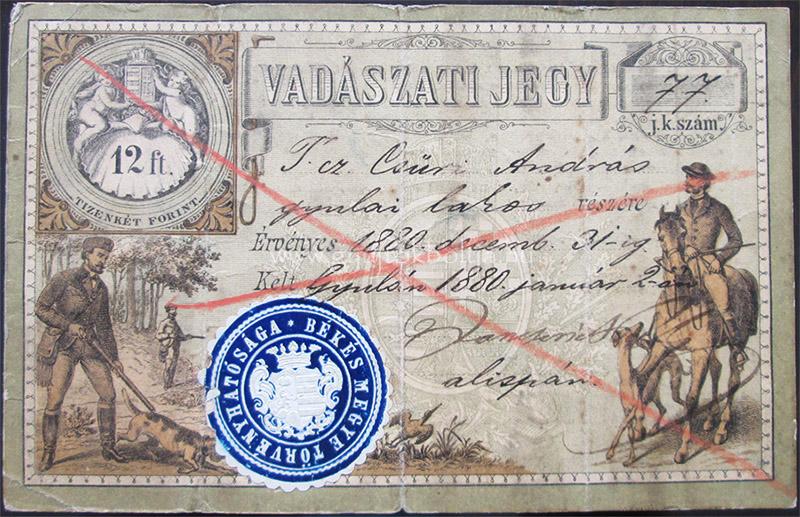 VADÁSZATI JEGY
77.
j.k.szám.
12 ft.
TIZENKÉT FORINT.
T. cz. Csüri András
gyulai lakos részére
Érvényes 1880. decemb. 31-ig
Kelt Gyulán 1880. január 2-án
alispán.
BÉKÉS MEGYE TÖRVÉNYHATÓSÁGA *